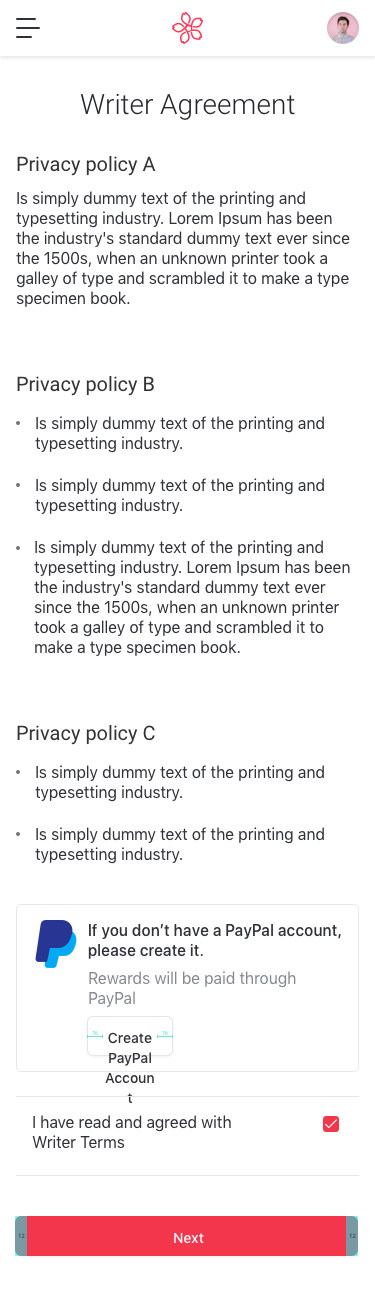 Writer Agreement
Privacy policy A
Is simply dummy text of the printing and
typesetting industry. Lorem Ipsum has been
the industry's standard dummy text ever since
the 1500s, when an unknown printer took a
galley of type and scrambled it to make a type
specimen book.
Privacy policy B
• Is simply dummy text of the printing and
typesetting industry.
• Is simply dummy text of the printing and
typesetting industry.
• Is simply dummy text of the printing and
typesetting industry. Lorem Ipsum has been
the industry's standard dummy text ever
since the 1500s, when an unknown printer
took a galley of type and scrambled it to
make a type specimen book.
Privacy policy C
• Is simply dummy text of the printing and
typesetting industry.
• Is simply dummy text of the printing and
typesetting industry.
If you don’t have a PayPal account,
please create it.
Rewards will be paid through
PayPal
Create
PayPal
Accoun
t
I have read and agreed with
Writer Terms
12 Next 12